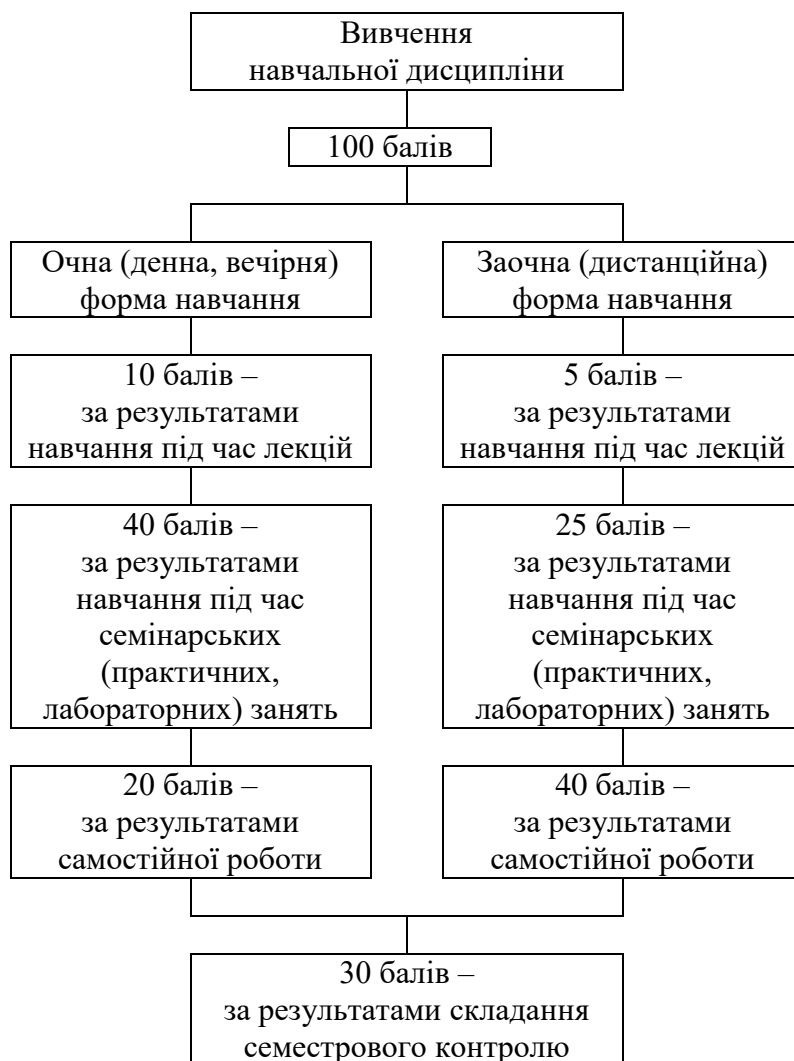 Вивчення
навчальної дисципліни
100 балів
Очна (денна, вечірня)
форма навчання
10 балів –
за результатами
навчання під час лекцій
40 балів –
за результатами
навчання під час
семінарських
(практичних,
лабораторних) занять
20 балів –
за результатами
самостійної роботи
Заочна (дистанційна)
форма навчання
5 балів –
за результатами
навчання під час лекцій
25 балів –
за результатами
навчання під час
семінарських
(практичних,
лабораторних) занять
40 балів –
за результатами
самостійної роботи
30 балів –
за результатами складання
семестрового контролю